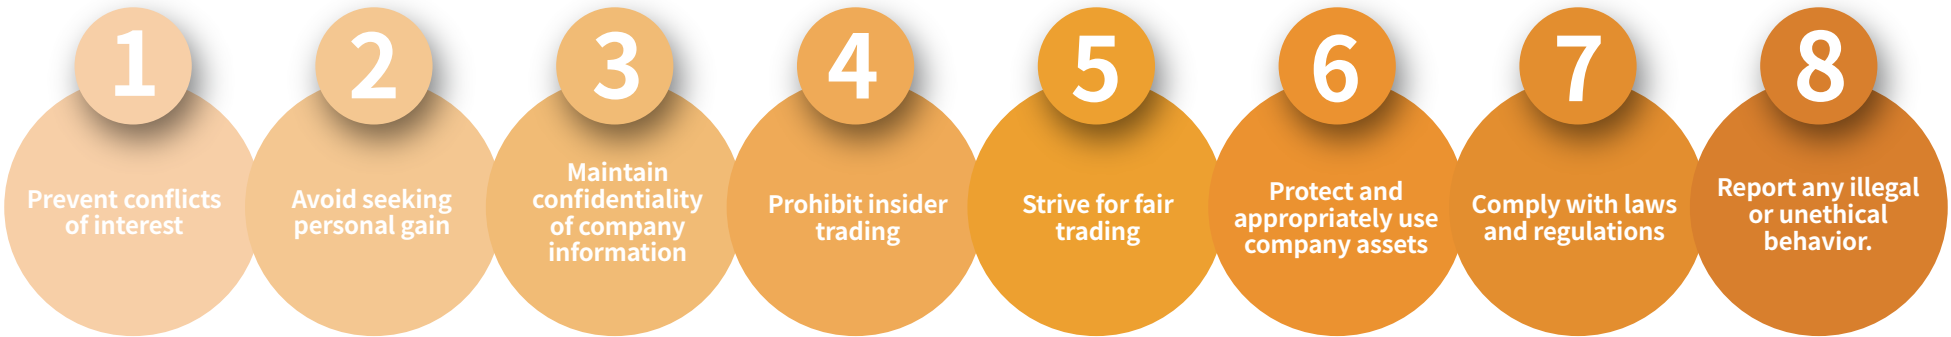 1
Prevent conflicts
of interest
2
Avoid seeking
personal gain
3
Maintain
confidentiality
of company
information
4
Prohibit insider
trading
5
Strive for fair
trading
6
Protect and
appropriately use
company assets
7
Comply with laws
and regulations
8
Report any illegal
or unethical
behavior.